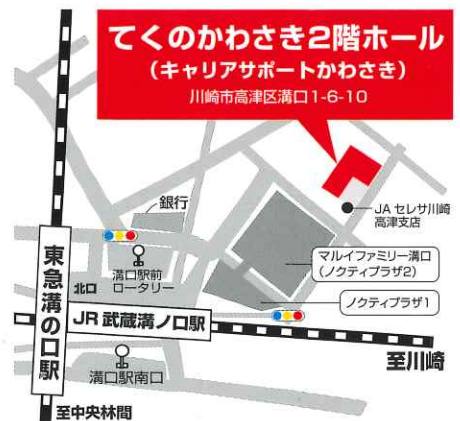 てくのかわさき2階ホール
(キャリアサポートかわさき)
川崎市高津区溝口1-6-10
銀行
JA セレサ川崎
高津支店
マルイファミリー溝口
(ノクティプラザ2)
溝口駅前
ロータリー
北口
ノクティプラザ1
東急溝の口駅
JR 武蔵溝ノ口駅
至川崎
溝口駅南口
至中央林間